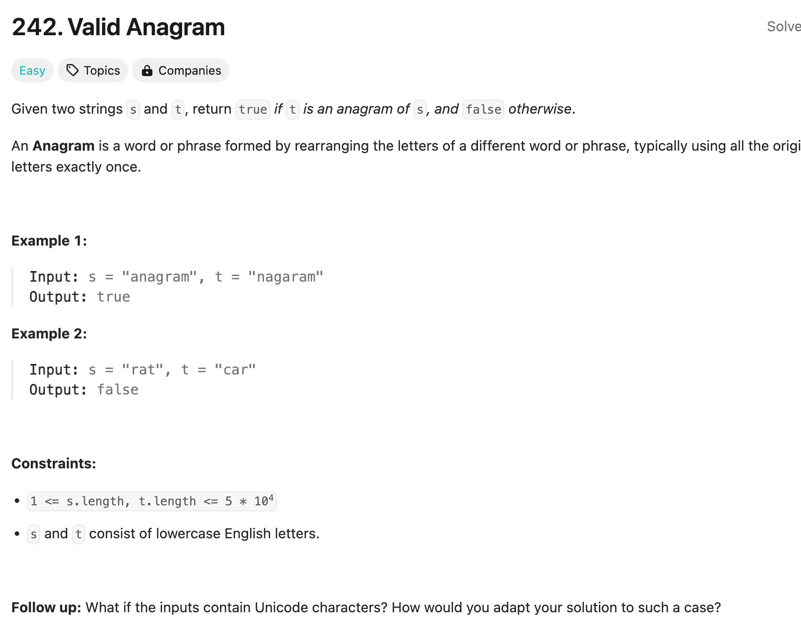 242. Valid Anagram
Solve
Easy Topics Companies
Given two strings s and t, return true if t is an anagram of s, and false otherwise.
An Anagram is a word or phrase formed by rearranging the letters of a different word or phrase, typically using all the origi
letters exactly once.
Example 1:
Input: s = "anagram", t = "nagaram"
Output: true
Example 2:
Input: s = "rat", t = "car"
Output: false
Constraints:
• 1 <= s.length, t.length <= 5 * 10⁴
• s and t consist of lowercase English letters.
Follow up: What if the inputs contain Unicode characters? How would you adapt your solution to such a case?